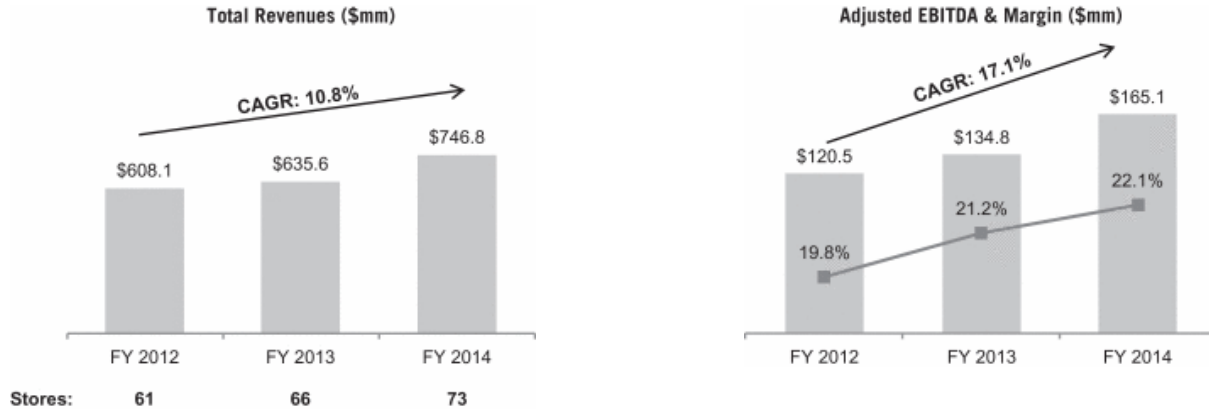 Total Revenues ($mm)
CAGR: 10.8%
$608.1
$635.6
$746.8
FY 2012
FY 2013
FY 2014
Stores: 61 66 73
Adjusted EBITDA & Margin ($mm)
CAGR: 17.1%
$120.5
$134.8
$165.1
19.8%
21.2%
22.1%
FY 2012
FY 2013
FY 2014